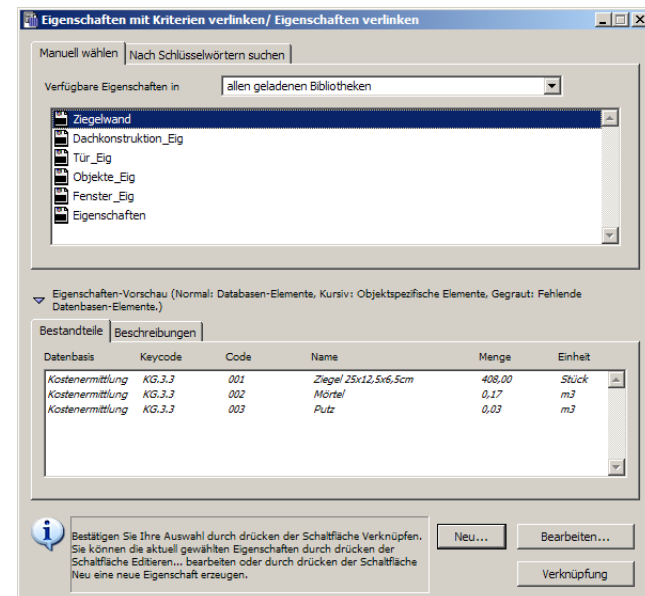 Eigenschaften mit Kriterien verlinken/ Eigenschaften verlinken
Manuell wählen Nach Schlüsselwörtern suchen
Verfügbare Eigenschaften in allen geladenen Bibliotheken
Ziegelwand
Dachkonstruktion_Eig
Tür_Eig
Objekte_Eig
Fenster_Eig
Eigenschaften
Eigenschaften-Vorschau (Normal: Databasen-Elemente, Kursiv: Objektspezifische Elemente, Gegraut: Fehlende
Datenbasen-Elemente.)
Bestandteile Beschreibungen
Datenbasis Keycode Code Name Menge Einheit
Kostenermittlung KG.3.3 001 Ziegel 25x12,5x6,5cm 408,00 Stück
Kostenermittlung KG.3.3 002 Mörtel 0,17 m3
Kostenermittlung KG.3.3 003 Putz 0,03 m3
Bestätigen Sie Ihre Auswahl durch drücken der Schaltfläche Verknüpfen.
Sie können die aktuell gewählten Eigenschaften durch drücken der
Schaltfläche Editieren... bearbeiten oder durch drücken der Schaltfläche
Neu eine neue Eigenschaft erzeugen.
Neu... Bearbeiten...
Verknüpfung